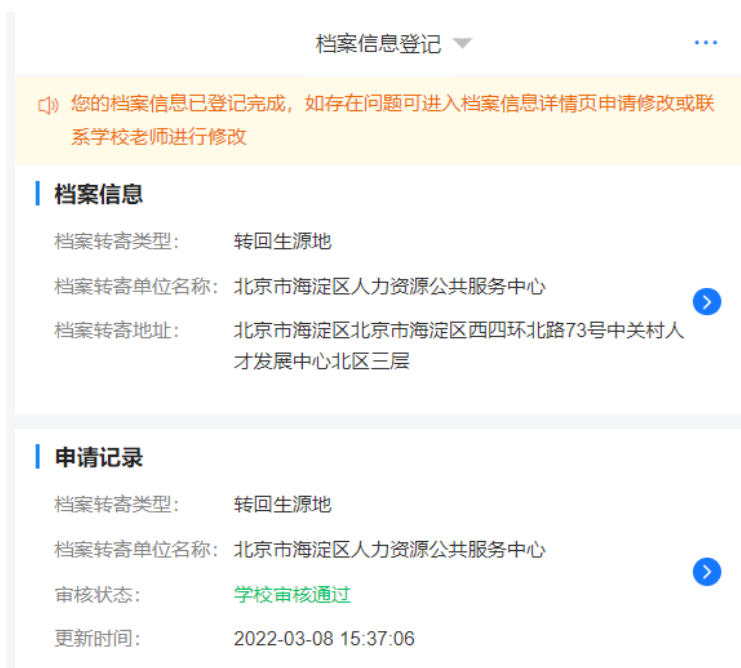 档案信息登记
您的档案信息已登记完成，如存在问题可进入档案信息详情页申请修改或联
系学校老师进行修改
档案信息
档案转寄类型： 转回生源地
档案转寄单位名称： 北京市海淀区人力资源公共服务中心
档案转寄地址： 北京市海淀区北京市海淀区西四环北路73号中关村人
才发展中心北区三层
申请记录
档案转寄类型： 转回生源地
档案转寄单位名称： 北京市海淀区人力资源公共服务中心
审核状态： 学校审核通过
更新时间： 2022-03-08 15:37:06